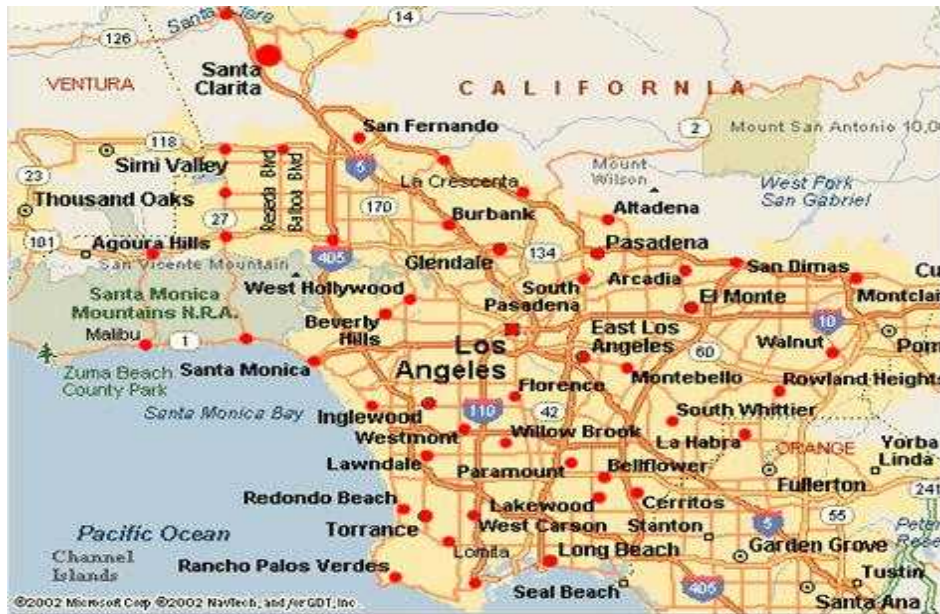 14
126
Santa Clarita
VENTURA
CALIFORNIA
2
Mount San Antonio 10,0
San Fernando
118
5
Simi Valley
Reseda Blvd
Balboa Blvd
La Crescenta
Mount Wilson
West Fork San Gabriel
23
Thousand Oaks
27
170
Burbank
Altadena
101
Agoura Hills
405
Glendale
134
Pasadena
San Vicente Mountain
South Pasadena
Arcadia
San Dimas
Cu
West Hollywood
El Monte
Montclair
Santa Monica Mountains N.R.A.
Beverly Hills
10
Malibu
1
Los Angeles
East Los Angeles
60
Walnut
Pom
Zuma Beach County Park
Santa Monica
Florence
Montebello
Rowland Heights
Santa Monica Bay
Inglewood
110
42
South Whittier
Westmont
Willow Brook
La Habra
ORANGE
Yorba Linda
Lawndale
Paramount
Bellflower
Fullerton
241
Redondo Beach
Lakewood
Cerritos
Pacific Ocean
Torrance
West Carson
Stanton
5
55
Channel Islands
Lomita
Long Beach
Garden Grove
Rancho Palos Verdes
Seal Beach
405
Tustin
Santa Ana
©2002 Microsoft Corp ©2002 NavTech, and/or GDT, Inc.